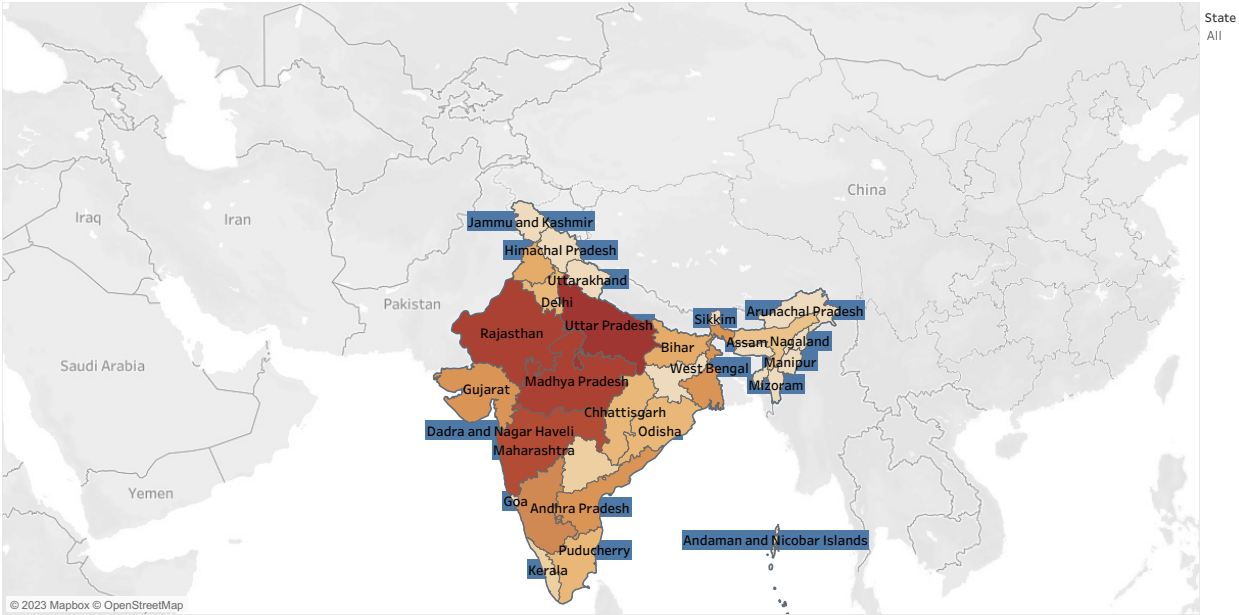 State
All
China
Iraq
Iran
Jammu and Kashmir
Himachal Pradesh
Uttarakhand
Pakistan
Delhi
Arunachal Pradesh
Sikkim
Uttar Pradesh
Rajasthan
Assam
Nagaland
Bihar
Manipur
Saudi Arabia
West Bengal
Madhya Pradesh
Mizoram
Gujarat
Chhattisgarh
Dadra and Nagar Haveli
Odisha
Maharashtra
Yemen
Goa
Andhra Pradesh
Andaman and Nicobar Islands
Puducherry
Kerala
© 2023 Mapbox © OpenStreetMap